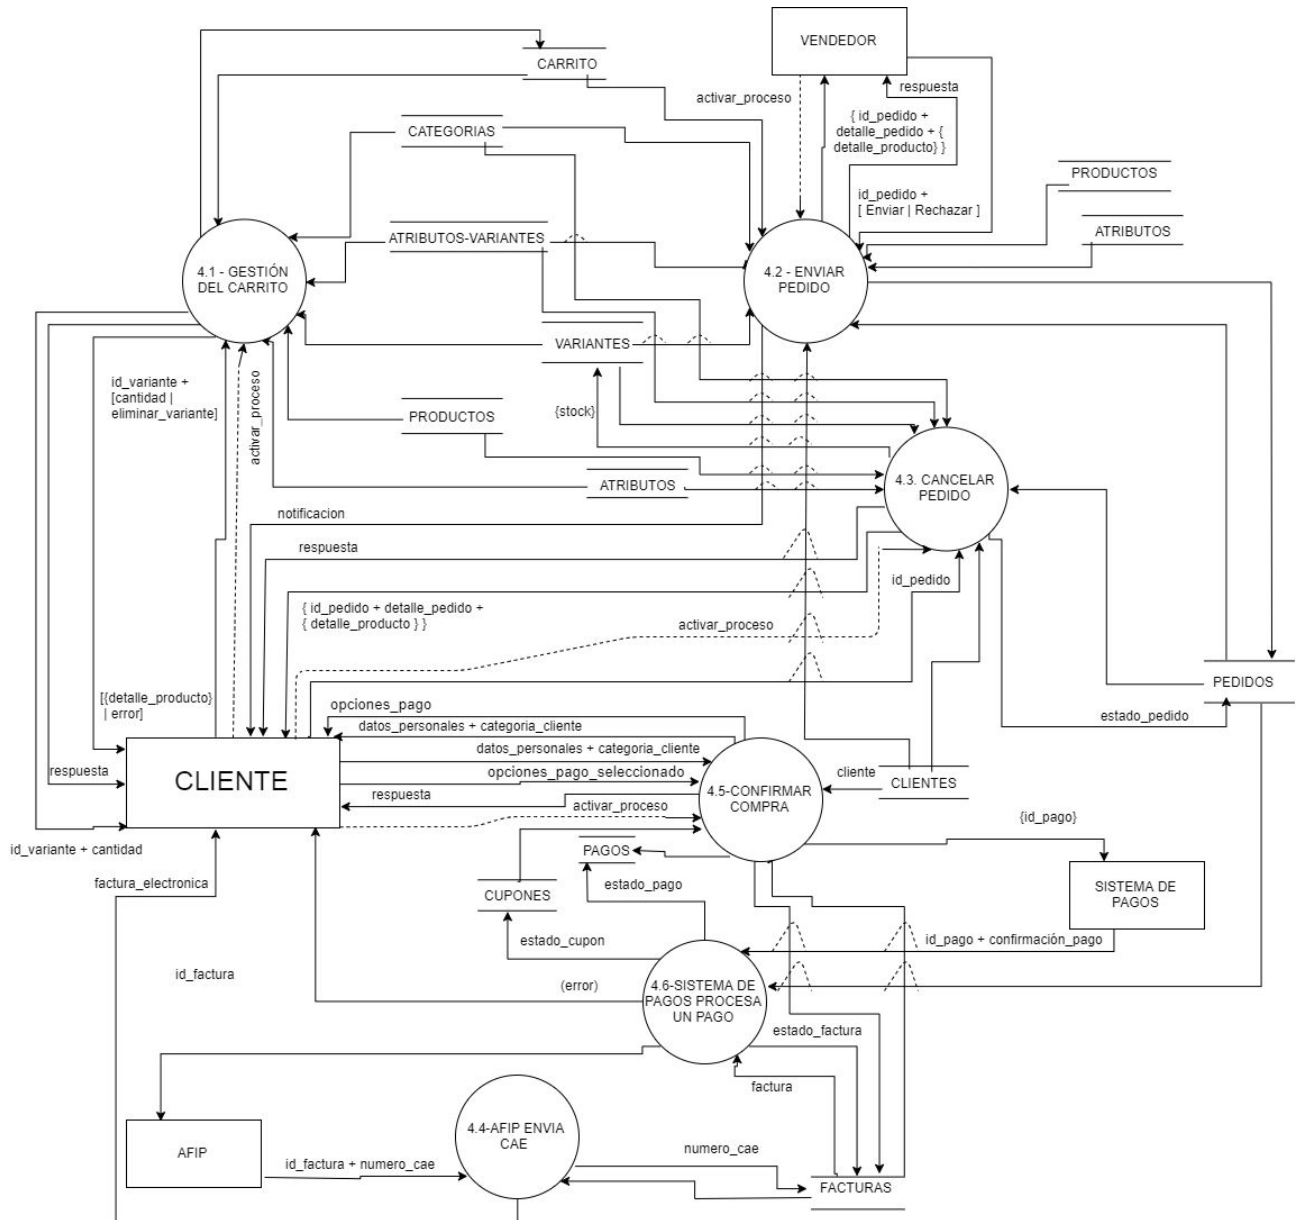 VENDEDOR
CARRITO
respuesta
activar_proceso
{ id_pedido +
detalle_pedido + {
detalle_producto} }
CATEGORIAS
PRODUCTOS
id_pedido +
[ Enviar | Rechazar ]
ATRIBUTOS-VARIANTES
ATRIBUTOS
4.1 - GESTIÓN
DEL CARRITO
4.2 - ENVIAR
PEDIDO
VARIANTES
id_variante +
[cantidad |
eliminar_variante]
activar_proceso
PRODUCTOS
{stock}
ATRIBUTOS
4.3. CANCELAR
PEDIDO
notificacion
respuesta
id_pedido
{ id_pedido + detalle_pedido +
{ detalle_producto } }
activar_proceso
PEDIDOS
[{detalle_producto}
| error]
opciones_pago
estado_pedido
datos_personales + categoria_cliente
datos_personales + categoria_cliente
respuesta
CLIENTE
opciones_pago_seleccionado
cliente
CLIENTES
4.5-CONFIRMAR
COMPRA
respuesta
activar_proceso
{id_pago}
id_variante + cantidad
PAGOS
factura_electronica
estado_pago
CUPONES
SISTEMA DE
PAGOS
estado_cupon
id_pago + confirmación_pago
id_factura
(error)
4.6-SISTEMA DE
PAGOS PROCESA
UN PAGO
estado_factura
factura
4.4-AFIP ENVIA
CAE
AFIP
numero_cae
id_factura + numero_cae
FACTURAS